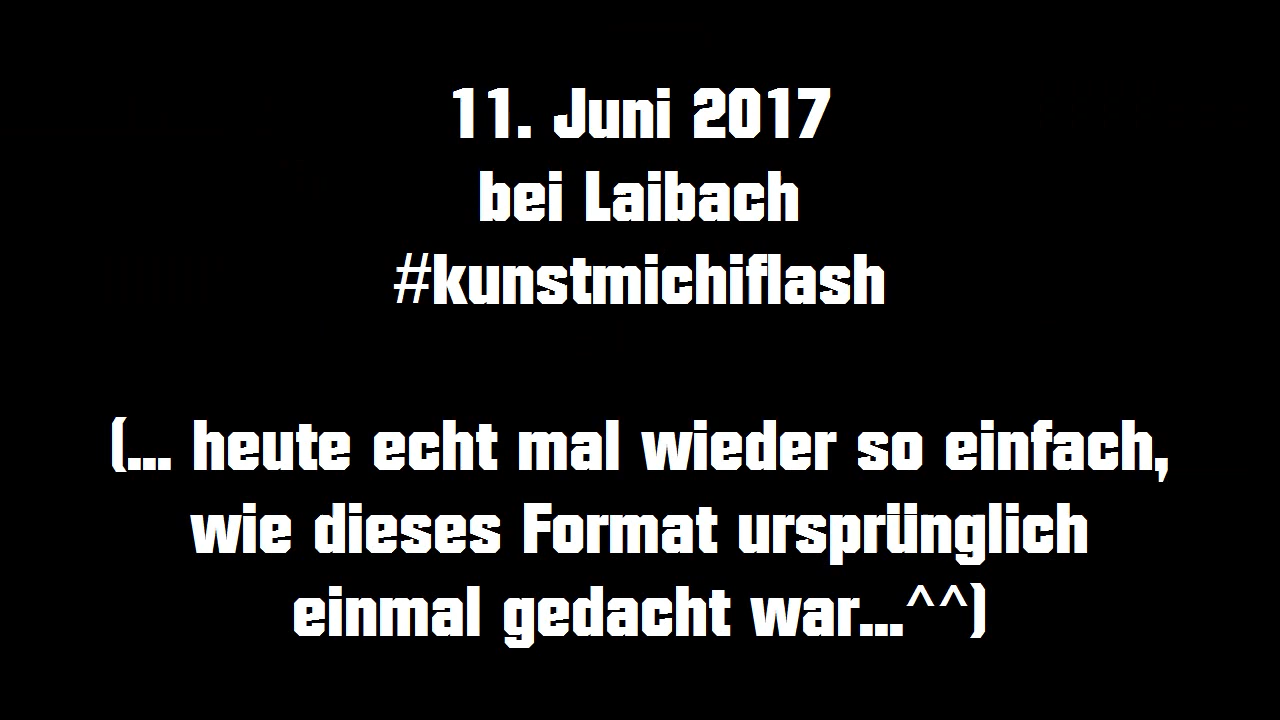 11. Juni 2017
bei Laibach
#kunstmichiflash
(... heute echt mal wieder so einfach,
wie dieses Format ursprünglich
einmal gedacht war...^^)